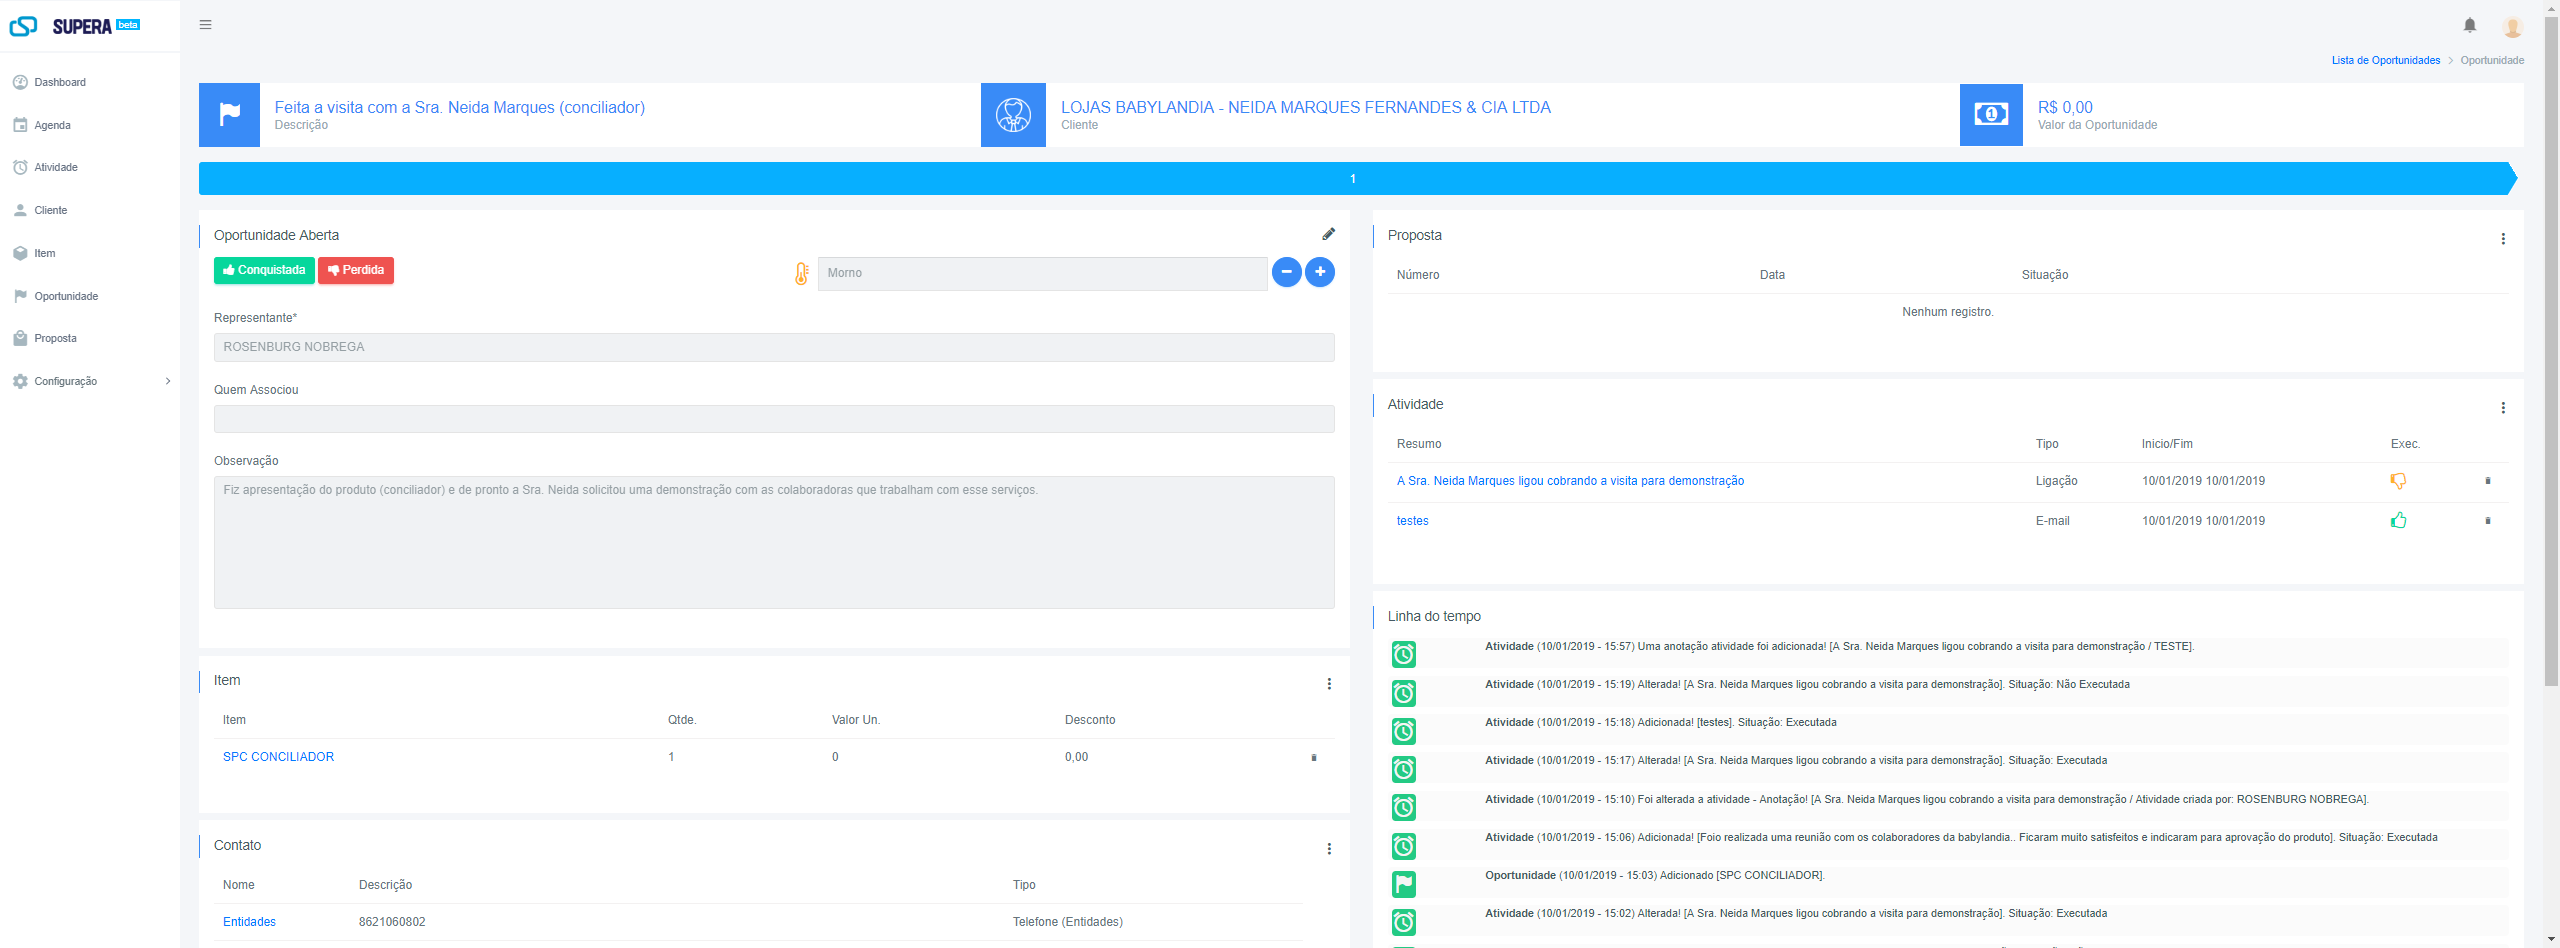 SUPERA beta
Dashboard
Agenda
Atividade
Cliente
Item
Oportunidade
Proposta
Configuração
Lista de Oportunidades > Oportunidade
Feita a visita com a Sra. Neida Marques (conciliador)
Descrição
LOJAS BABYLANDIA - NEIDA MARQUES FERNANDES & CIA LTDA
Cliente
1
R$ 0,00
Valor da Oportunidade
1
Oportunidade Aberta
Conquistada Perdida Morno
Representante*
ROSENBURG NOBREGA
Quem Associou
Observação
Fiz apresentação do produto (conciliador) e de pronto a Sra. Neida solicitou uma demonstração com as colaboradoras que trabalham com esse serviços.
Item
Item Qtde. Valor Un. Desconto
SPC CONCILIADOR 1 0 0,00
Contato
Nome Descrição Tipo
Entidades 8621060802 Telefone (Entidades)
Proposta
Número Data Situação
Nenhum registro.
Atividade
Resumo Tipo Inicio/Fim Exec.
A Sra. Neida Marques ligou cobrando a visita para demonstração Ligação 10/01/2019 10/01/2019
testes E-mail 10/01/2019 10/01/2019
Linha do tempo
Atividade (10/01/2019 - 15:57) Uma anotação atividade foi adicionada! [A Sra. Neida Marques ligou cobrando a visita para demonstração / TESTE].
Atividade (10/01/2019 - 15:19) Alterada! [A Sra. Neida Marques ligou cobrando a visita para demonstração]. Situação: Não Executada
Atividade (10/01/2019 - 15:18) Adicionada! [testes]. Situação: Executada
Atividade (10/01/2019 - 15:17) Alterada! [A Sra. Neida Marques ligou cobrando a visita para demonstração]. Situação: Executada
Atividade (10/01/2019 - 15:10) Foi alterada a atividade - Anotação! [A Sra. Neida Marques ligou cobrando a visita para demonstração / Atividade criada por: ROSENBURG NOBREGA].
Atividade (10/01/2019 - 15:06) Adicionada! [Foio realizada uma reunião com os colaboradores da babylandia.. Ficaram muito satisfeitos e indicaram para aprovação do produto]. Situação: Executada
Oportunidade (10/01/2019 - 15:03) Adicionado [SPC CONCILIADOR].
Atividade (10/01/2019 - 15:02) Alterada! [A Sra. Neida Marques ligou cobrando a visita para demonstração]. Situação: Executada